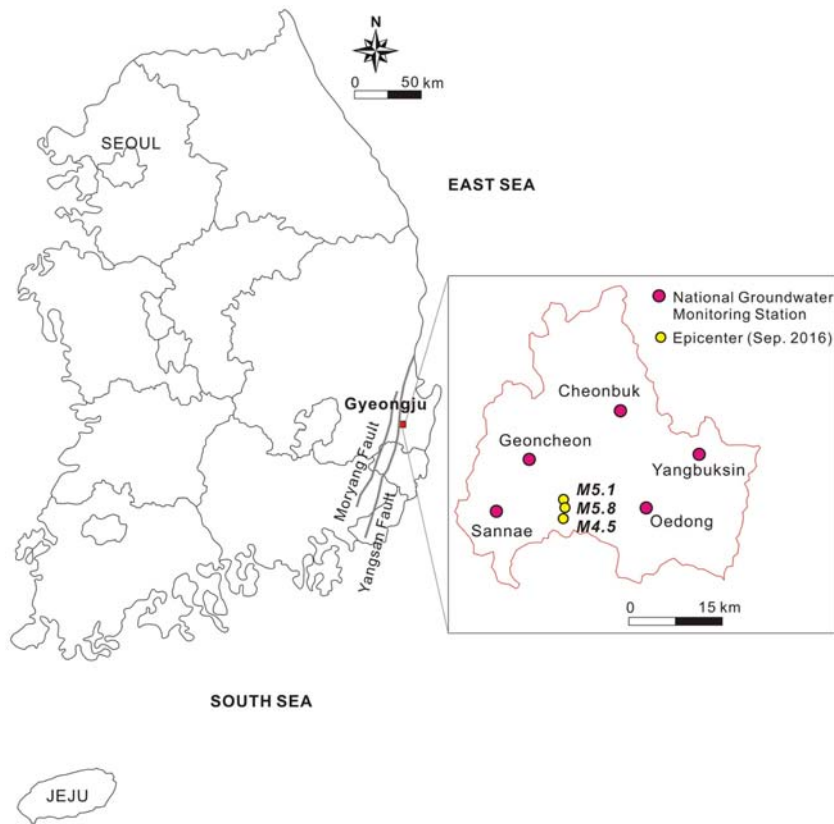 N
0 50 km
SEOUL
EAST SEA
National Groundwater
Monitoring Station
Epicenter (Sep. 2016)
Cheonbuk
Gyeongju
Geoncheon
Yangbuksin
Moryang Fault
M5.1
M5.8
M4.5
Sannae
Oedong
Yangsan Fault
0 15 km
SOUTH SEA
JEJU